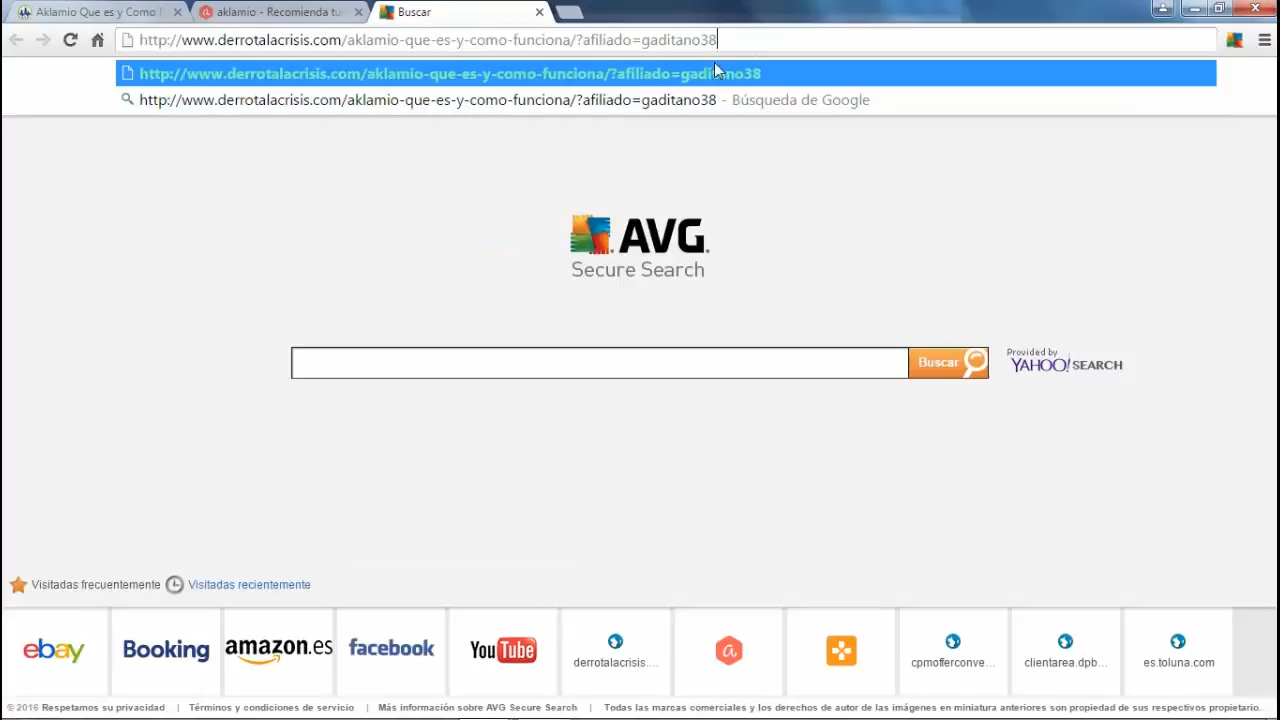 Aklamio Que es y Como
aklamio - Recomienda tu
Buscar
http://www.derrotalacrisis.com/aklamio-que-es-y-como-funciona/?afiliado=gaditano38
http://www.derrotalacrisis.com/aklamio-que-es-y-como-funciona/?afiliado=gaditano38
http://www.derrotalacrisis.com/aklamio-que-es-y-como-funciona/?afiliado=gaditano38 - Búsqueda de Google
AVG.
Secure Search
Buscar
Provided by
YAHOO! SEARCH
Visitadas frecuentemente Visitadas recientemente
ebay Booking amazon.es facebook YouTube derrotalacrisis.... a cpmofferconve... clientarea.dpb... es.toluna.com
© 2016 Respetamos su privacidad | Términos y condiciones de servicio | Más información sobre AVG Secure Search | Todas las marcas comerciales y los derechos de autor de las imágenes en miniatura anteriores son propiedad de sus respectivos propietario..